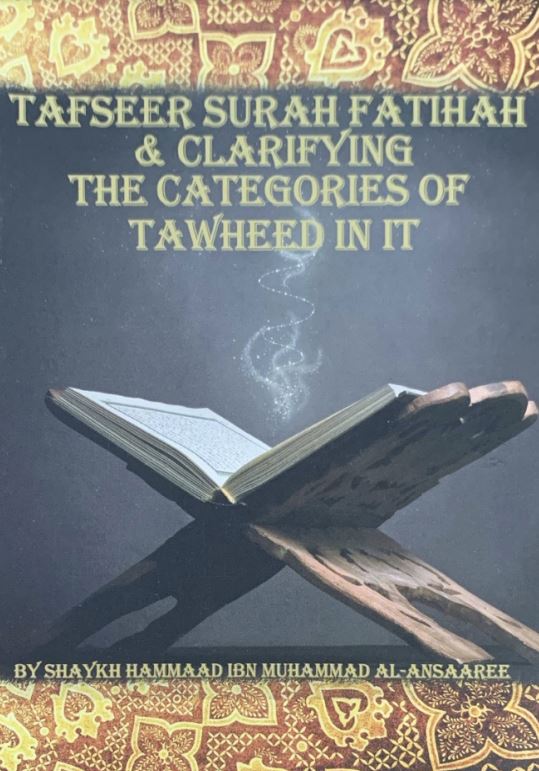 TAFSEER SURAH FATIHAH
& CLARIFYING
THE CATEGORIES OF
TAWHEED IN IT
BY SHAYKH HAMMAAD IBN MUHAMMAD AL-ANSAAREE